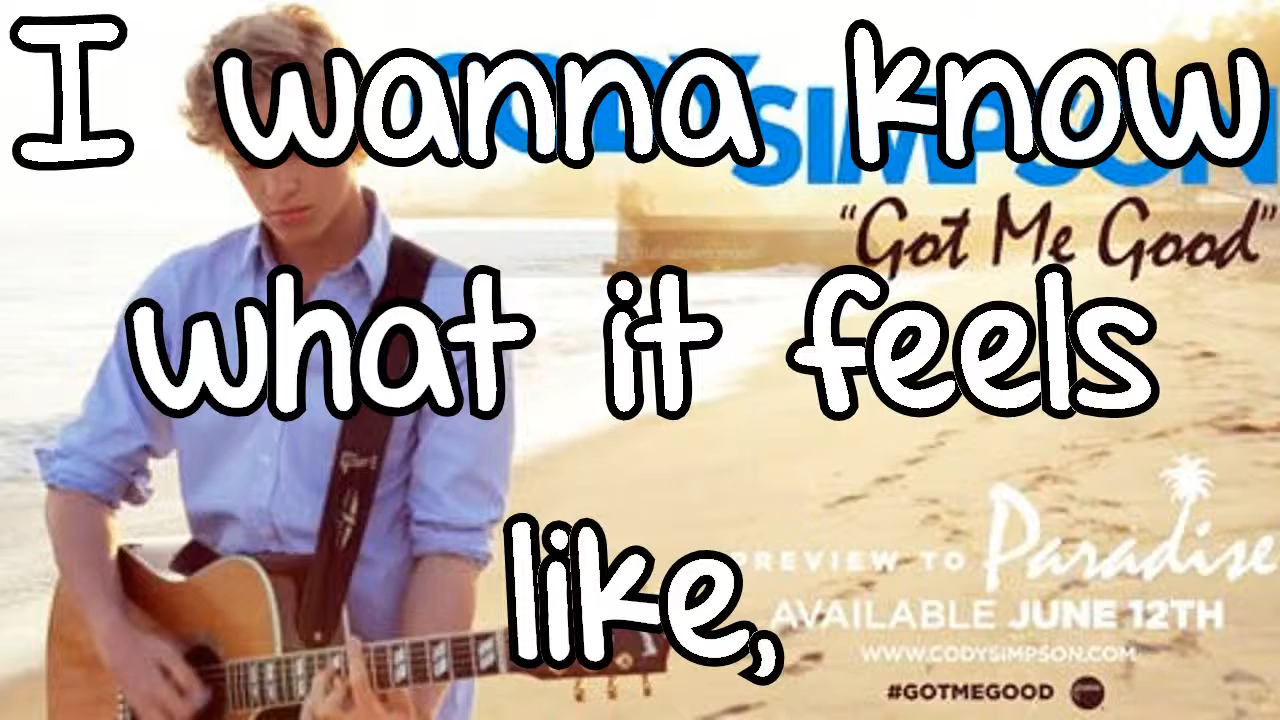 I wanna know
CODY SIMPSON
"Got Me Good"
what it feels
like,
PREVIEW TO Paradise
AVAILABLE JUNE 12TH
WWW.CODYSIMPSON.COM
#GOTMEGOOD